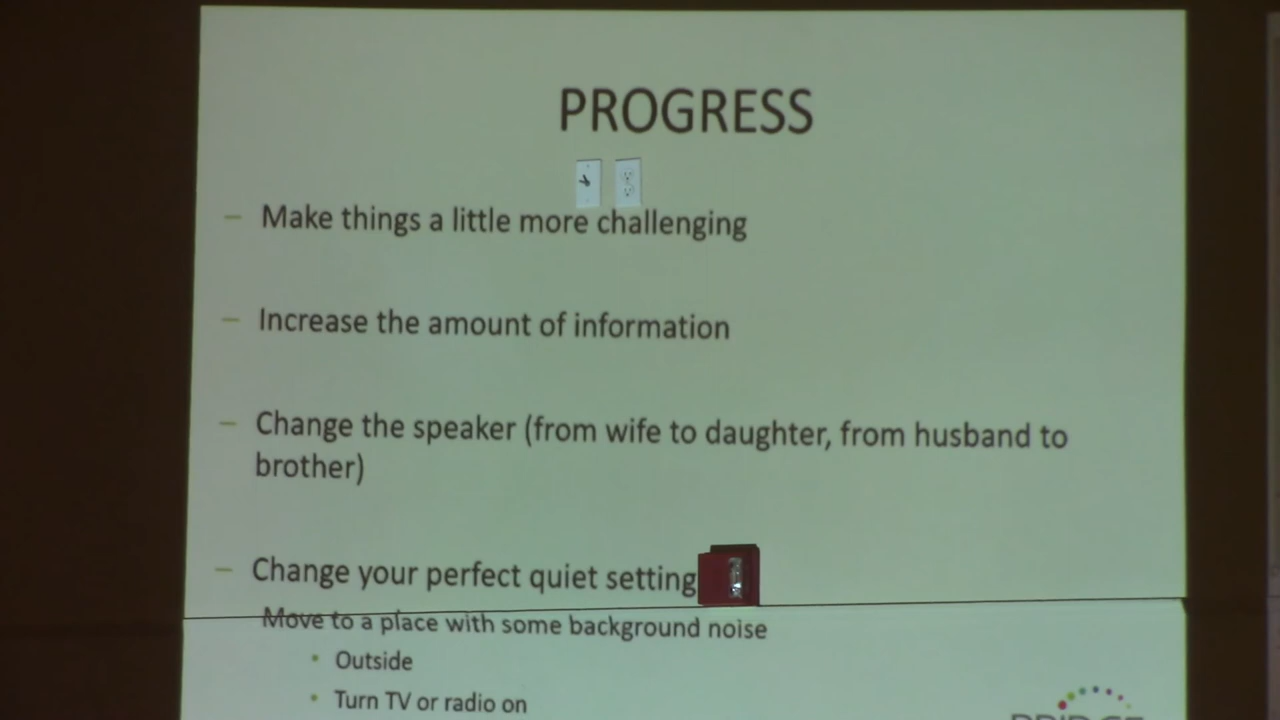 PROGRESS
– Make things a little more challenging
– Increase the amount of information
– Change the speaker (from wife to daughter, from husband to
brother)
– Change your perfect quiet setting
Move to a place with some background noise
• Outside
• Turn TV or radio on